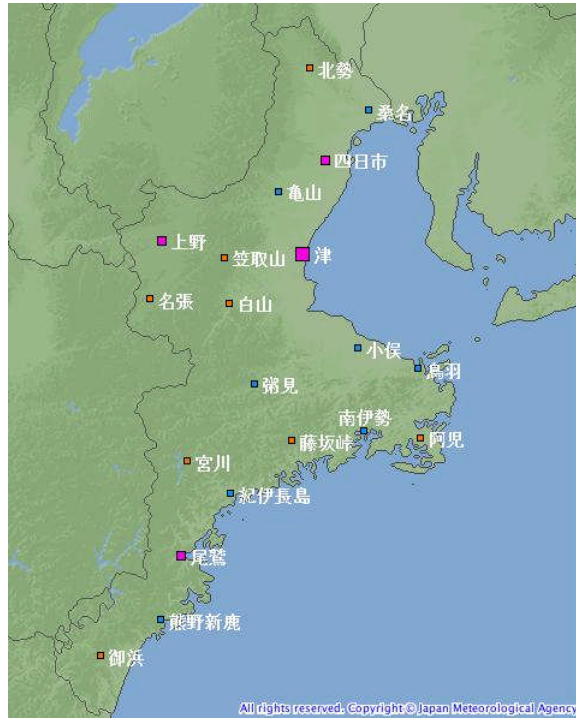 北勢
桑名
四日市
亀山
上野
笠取山
津
名張
白山
小俣
鳥羽
粥見
南伊勢
藤坂峠
阿児
宮川
紀伊長島
尾鷲
熊野新鹿
御浜
All rights reserved. Copyright © Japan Meteorological Agency